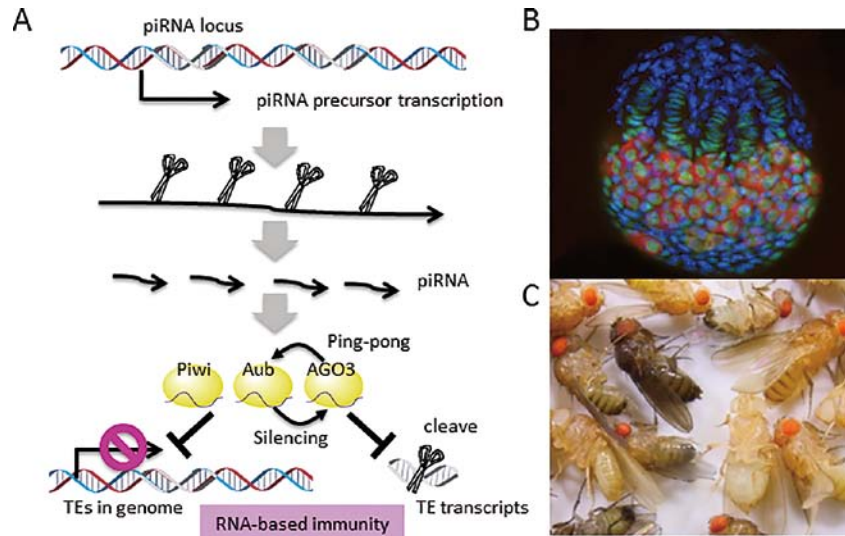 A
piRNA locus
piRNA precursor transcription
piRNA
Ping-pong
Piwi
Aub
AGO3
Silencing
cleave
TEs in genome
TE transcripts
RNA-based immunity
B
C